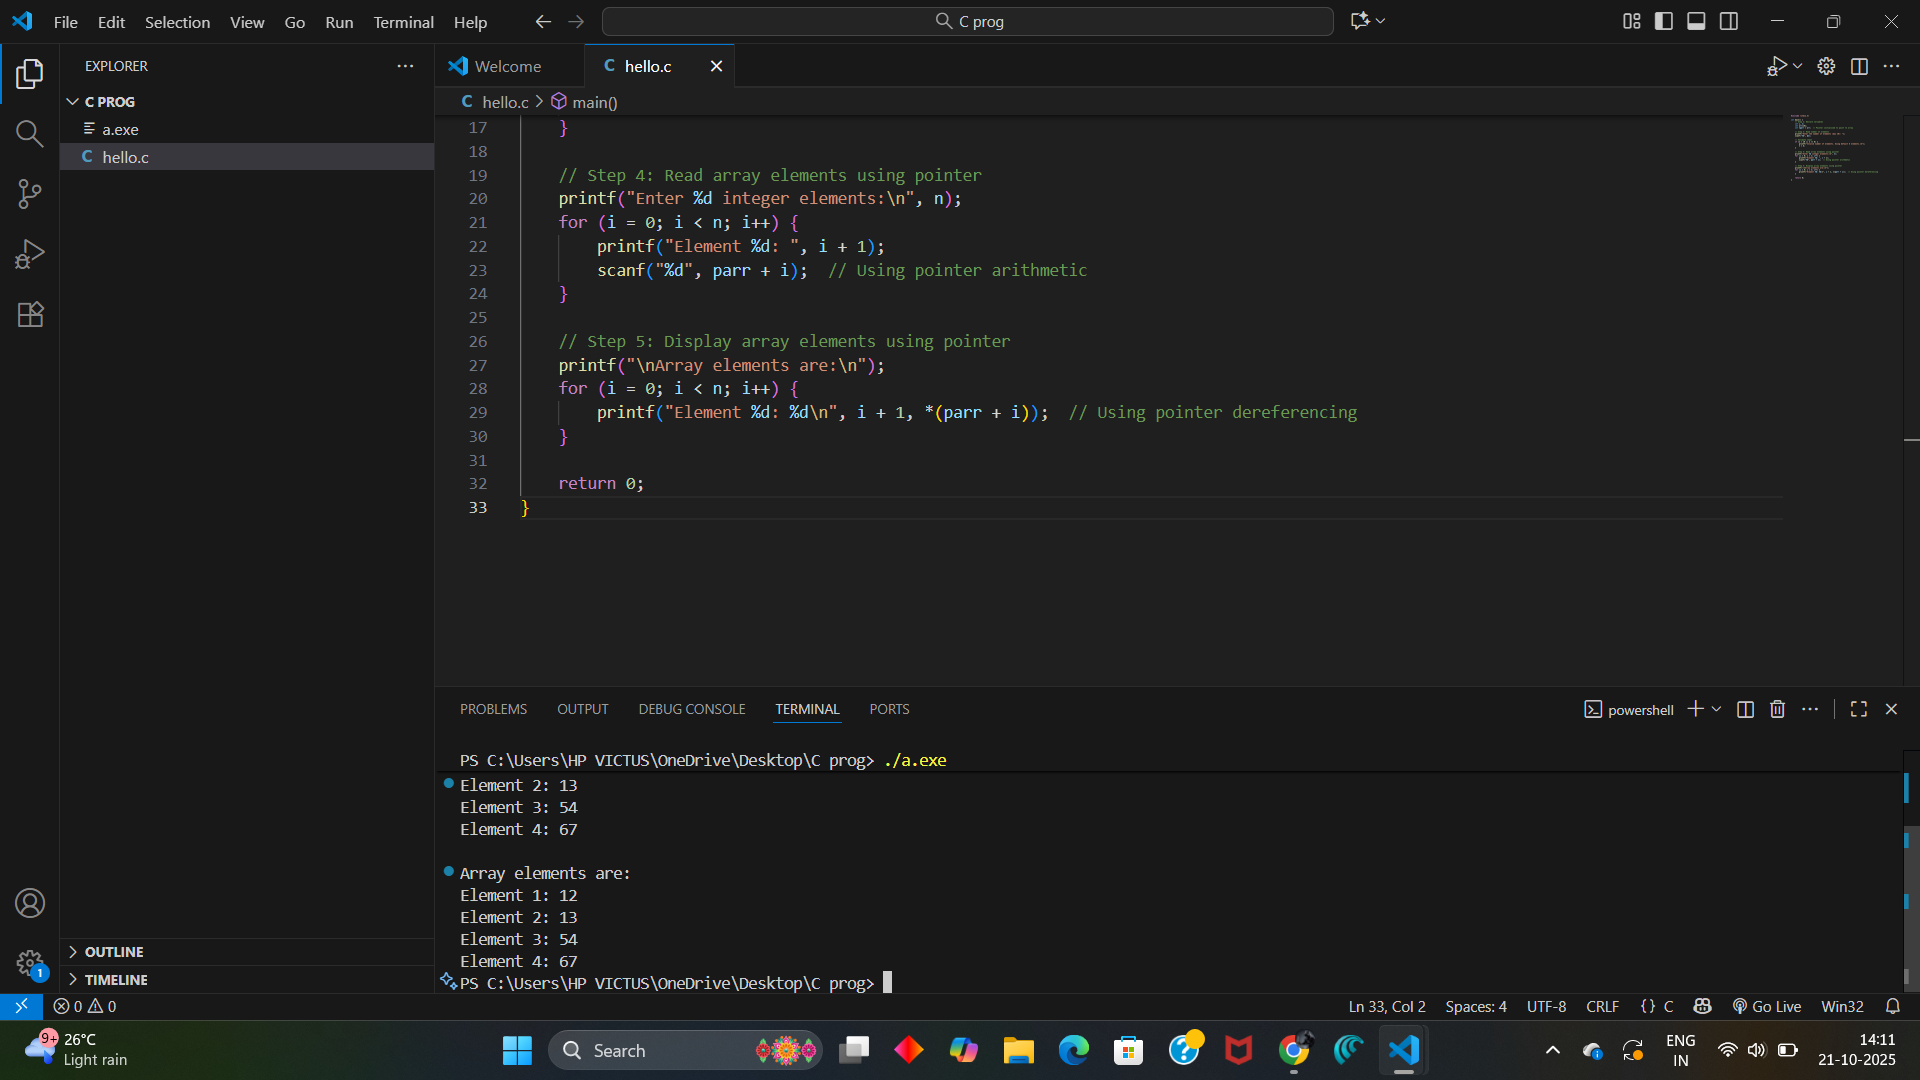 File Edit Selection View Go Run Terminal Help
C prog
EXPLORER
C PROG
a.exe
C hello.c
OUTLINE
TIMELINE
Welcome
C hello.c
C hello.c > main()
17 }
18
19 // Step 4: Read array elements using pointer
20 printf("Enter %d integer elements:\n", n);
21 for (i = 0; i < n; i++) {
22 printf("Element %d: ", i + 1);
23 scanf("%d", parr + i);  // Using pointer arithmetic
24 }
25
26 // Step 5: Display array elements using pointer
27 printf("\nArray elements are:\n");
28 for (i = 0; i < n; i++) {
29 printf("Element %d: %d\n", i + 1, *(parr + i));  // Using pointer dereferencing
30 }
31
32 return 0;
33 }
PROBLEMS OUTPUT DEBUG CONSOLE TERMINAL PORTS
powershell
PS C:\Users\HP VICTUS\OneDrive\Desktop\C prog> ./a.exe
Element 2: 13
Element 3: 54
Element 4: 67
Array elements are:
Element 1: 12
Element 2: 13
Element 3: 54
Element 4: 67
PS C:\Users\HP VICTUS\OneDrive\Desktop\C prog>
1
0 0
Ln 33, Col 2 Spaces: 4 UTF-8 CRLF {} C Go Live Win32
9+
26°C
Light rain
Search
ENG
IN
14:11
21-10-2025